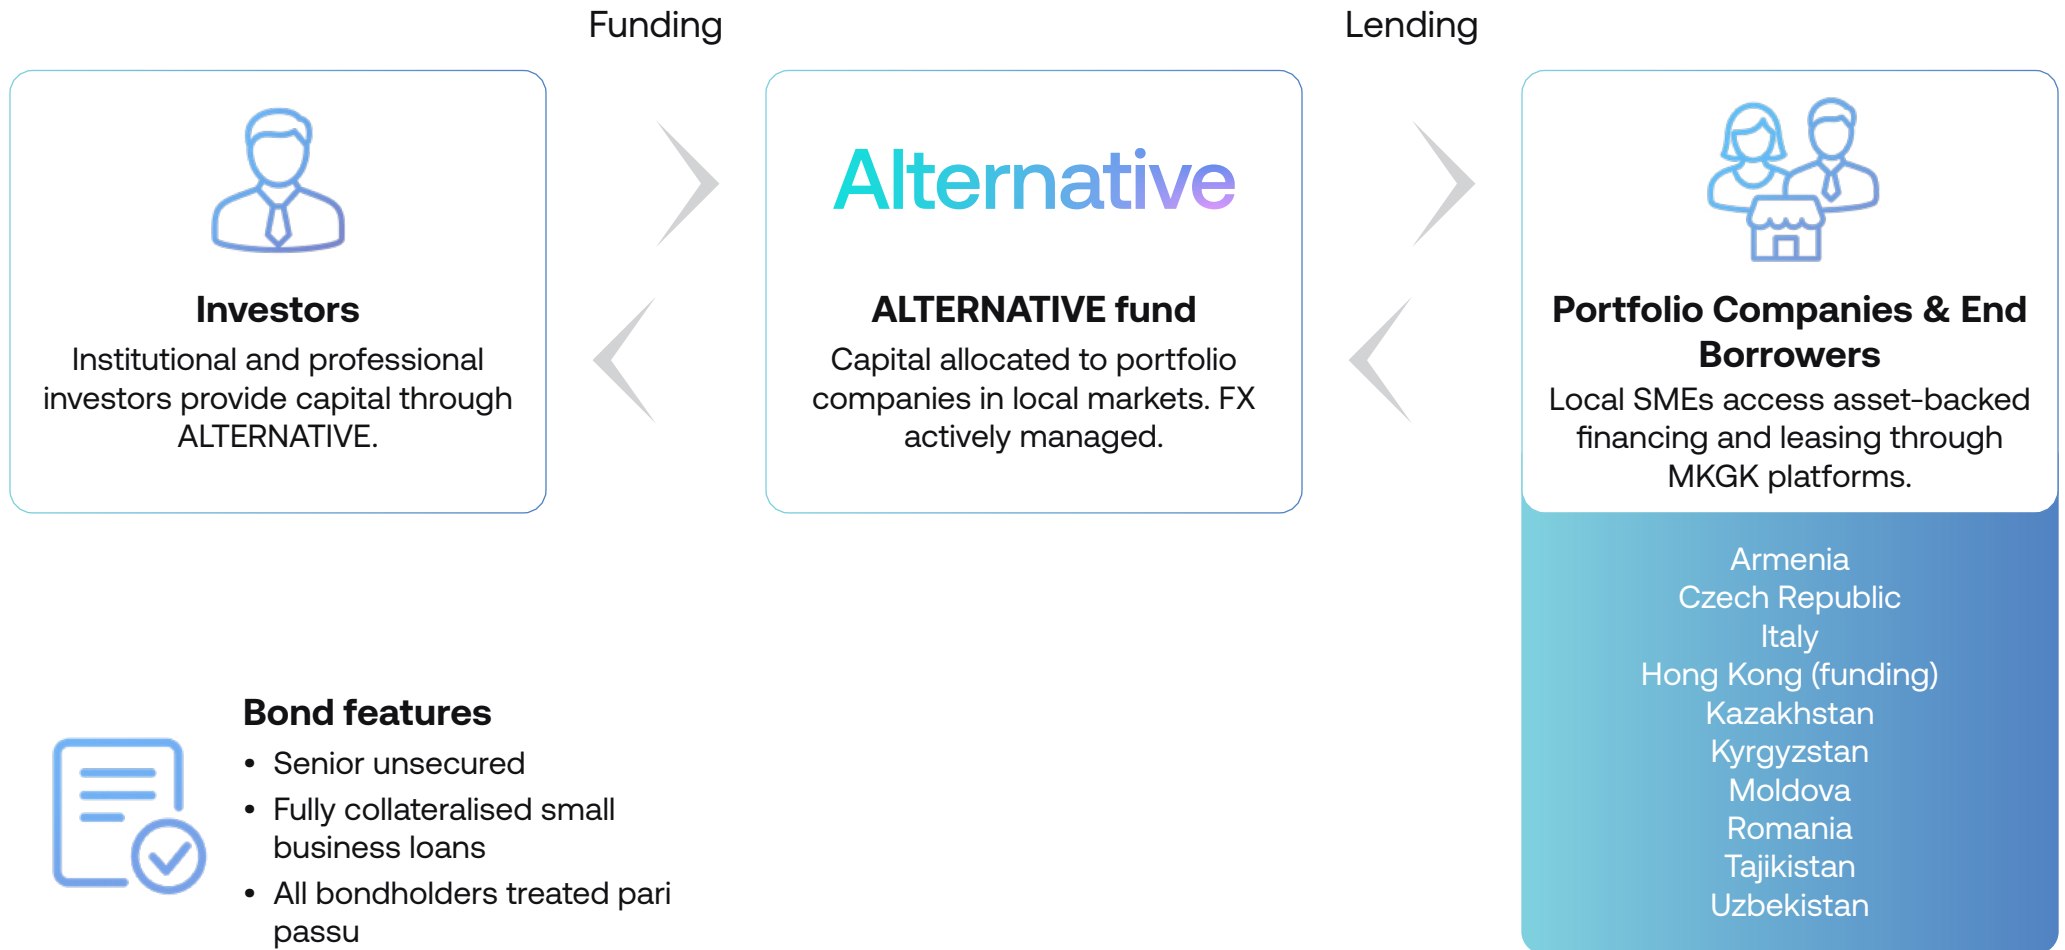 Funding
Lending
Investors
Institutional and professional
investors provide capital through
ALTERNATIVE.
Alternative
ALTERNATIVE fund
Capital allocated to portfolio
companies in local markets. FX
actively managed.
Portfolio Companies & End
Borrowers
Local SMEs access asset-backed
financing and leasing through
MKGK platforms.
Armenia
Czech Republic
Italy
Hong Kong (funding)
Kazakhstan
Kyrgyzstan
Moldova
Romania
Tajikistan
Uzbekistan
Bond features
• Senior unsecured
• Fully collateralised small
business loans
• All bondholders treated pari
passu